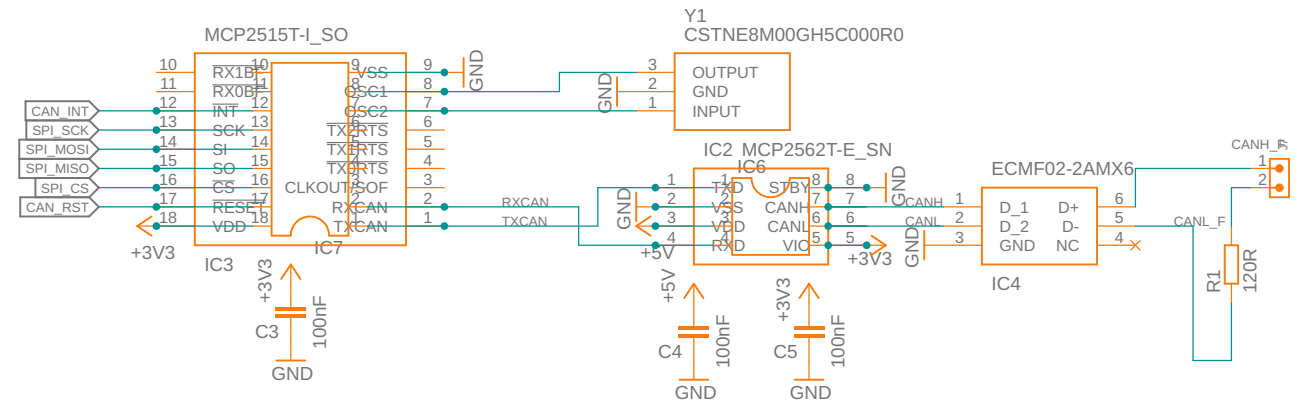 Y1
MCP2515T-I_SO
CSTNE8M00GH5C000R0
10 RX1BF 10 9 VSS 9 GND
11 RX0BF 11 8 OSC1 8
CAN_INT 12 INT 12 7 OSC2 7
SPI_SCK 13 SCK 13 6 TX2RTS 6
SPI_MOSI 14 SI 14 5 TX1RTS 5
SPI_MISO 15 SO 15 4 TX0RTS 4
SPI_CS 16 CS 16 3 CLKOUT/SOF 3
CAN_RST 17 RESET 17 2 RXCAN 2 RXCAN
18 VDD 18 1 TXCAN 1 TXCAN
+3V3
IC3
IC7
3 OUTPUT
GND 2 GND
1 INPUT
IC2 MCP2562T-E_SN
IC6
1 TXD 1 8 STBY 8 GND
GND 2 VSS 2 7 CANH 7 CANH
3 VDD 3 6 CANL 6 CANL
+5V 4 RXD 4 5 VIO 5 +3V3
ECMF02-2AMX6
1 D_1 D+ 6
2 D_2 D- 5
GND 3 GND NC 4
IC4
CANH_F
1
2
CANL_F
R1
120R
+3V3
C3
100nF
GND
+5V
C4
100nF
GND
+3V3
C5
100nF
GND